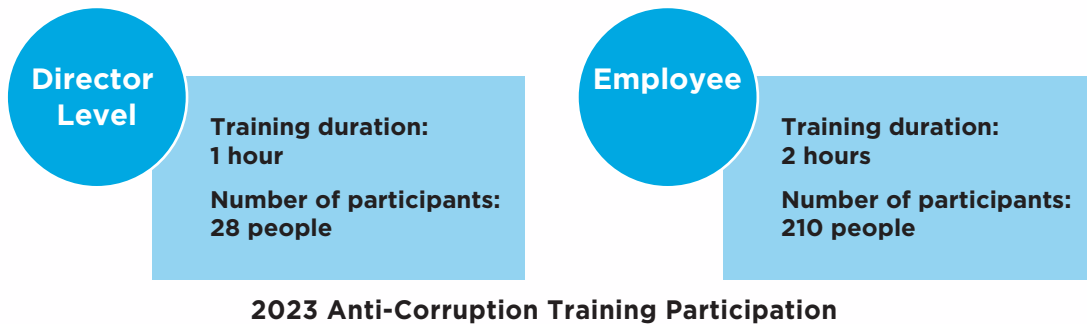 Director
Level
Training duration:
1 hour
Number of participants:
28 people
Employee
Training duration:
2 hours
Number of participants:
210 people
2023 Anti-Corruption Training Participation